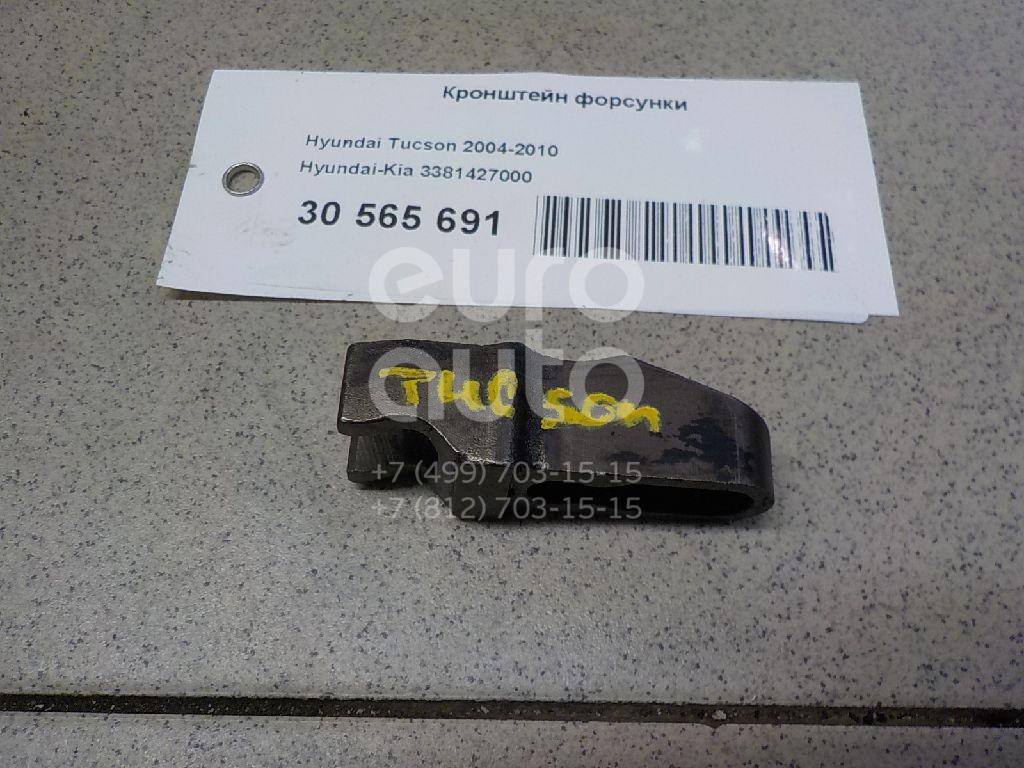 Кронштейн форсунки
Hyundai Tucson 2004-2010
Hyundai-Kia 3381427000
30 565 691
euro
auto
Tucson
+7 (499) 703-15-15
+7 (812) 703-15-15